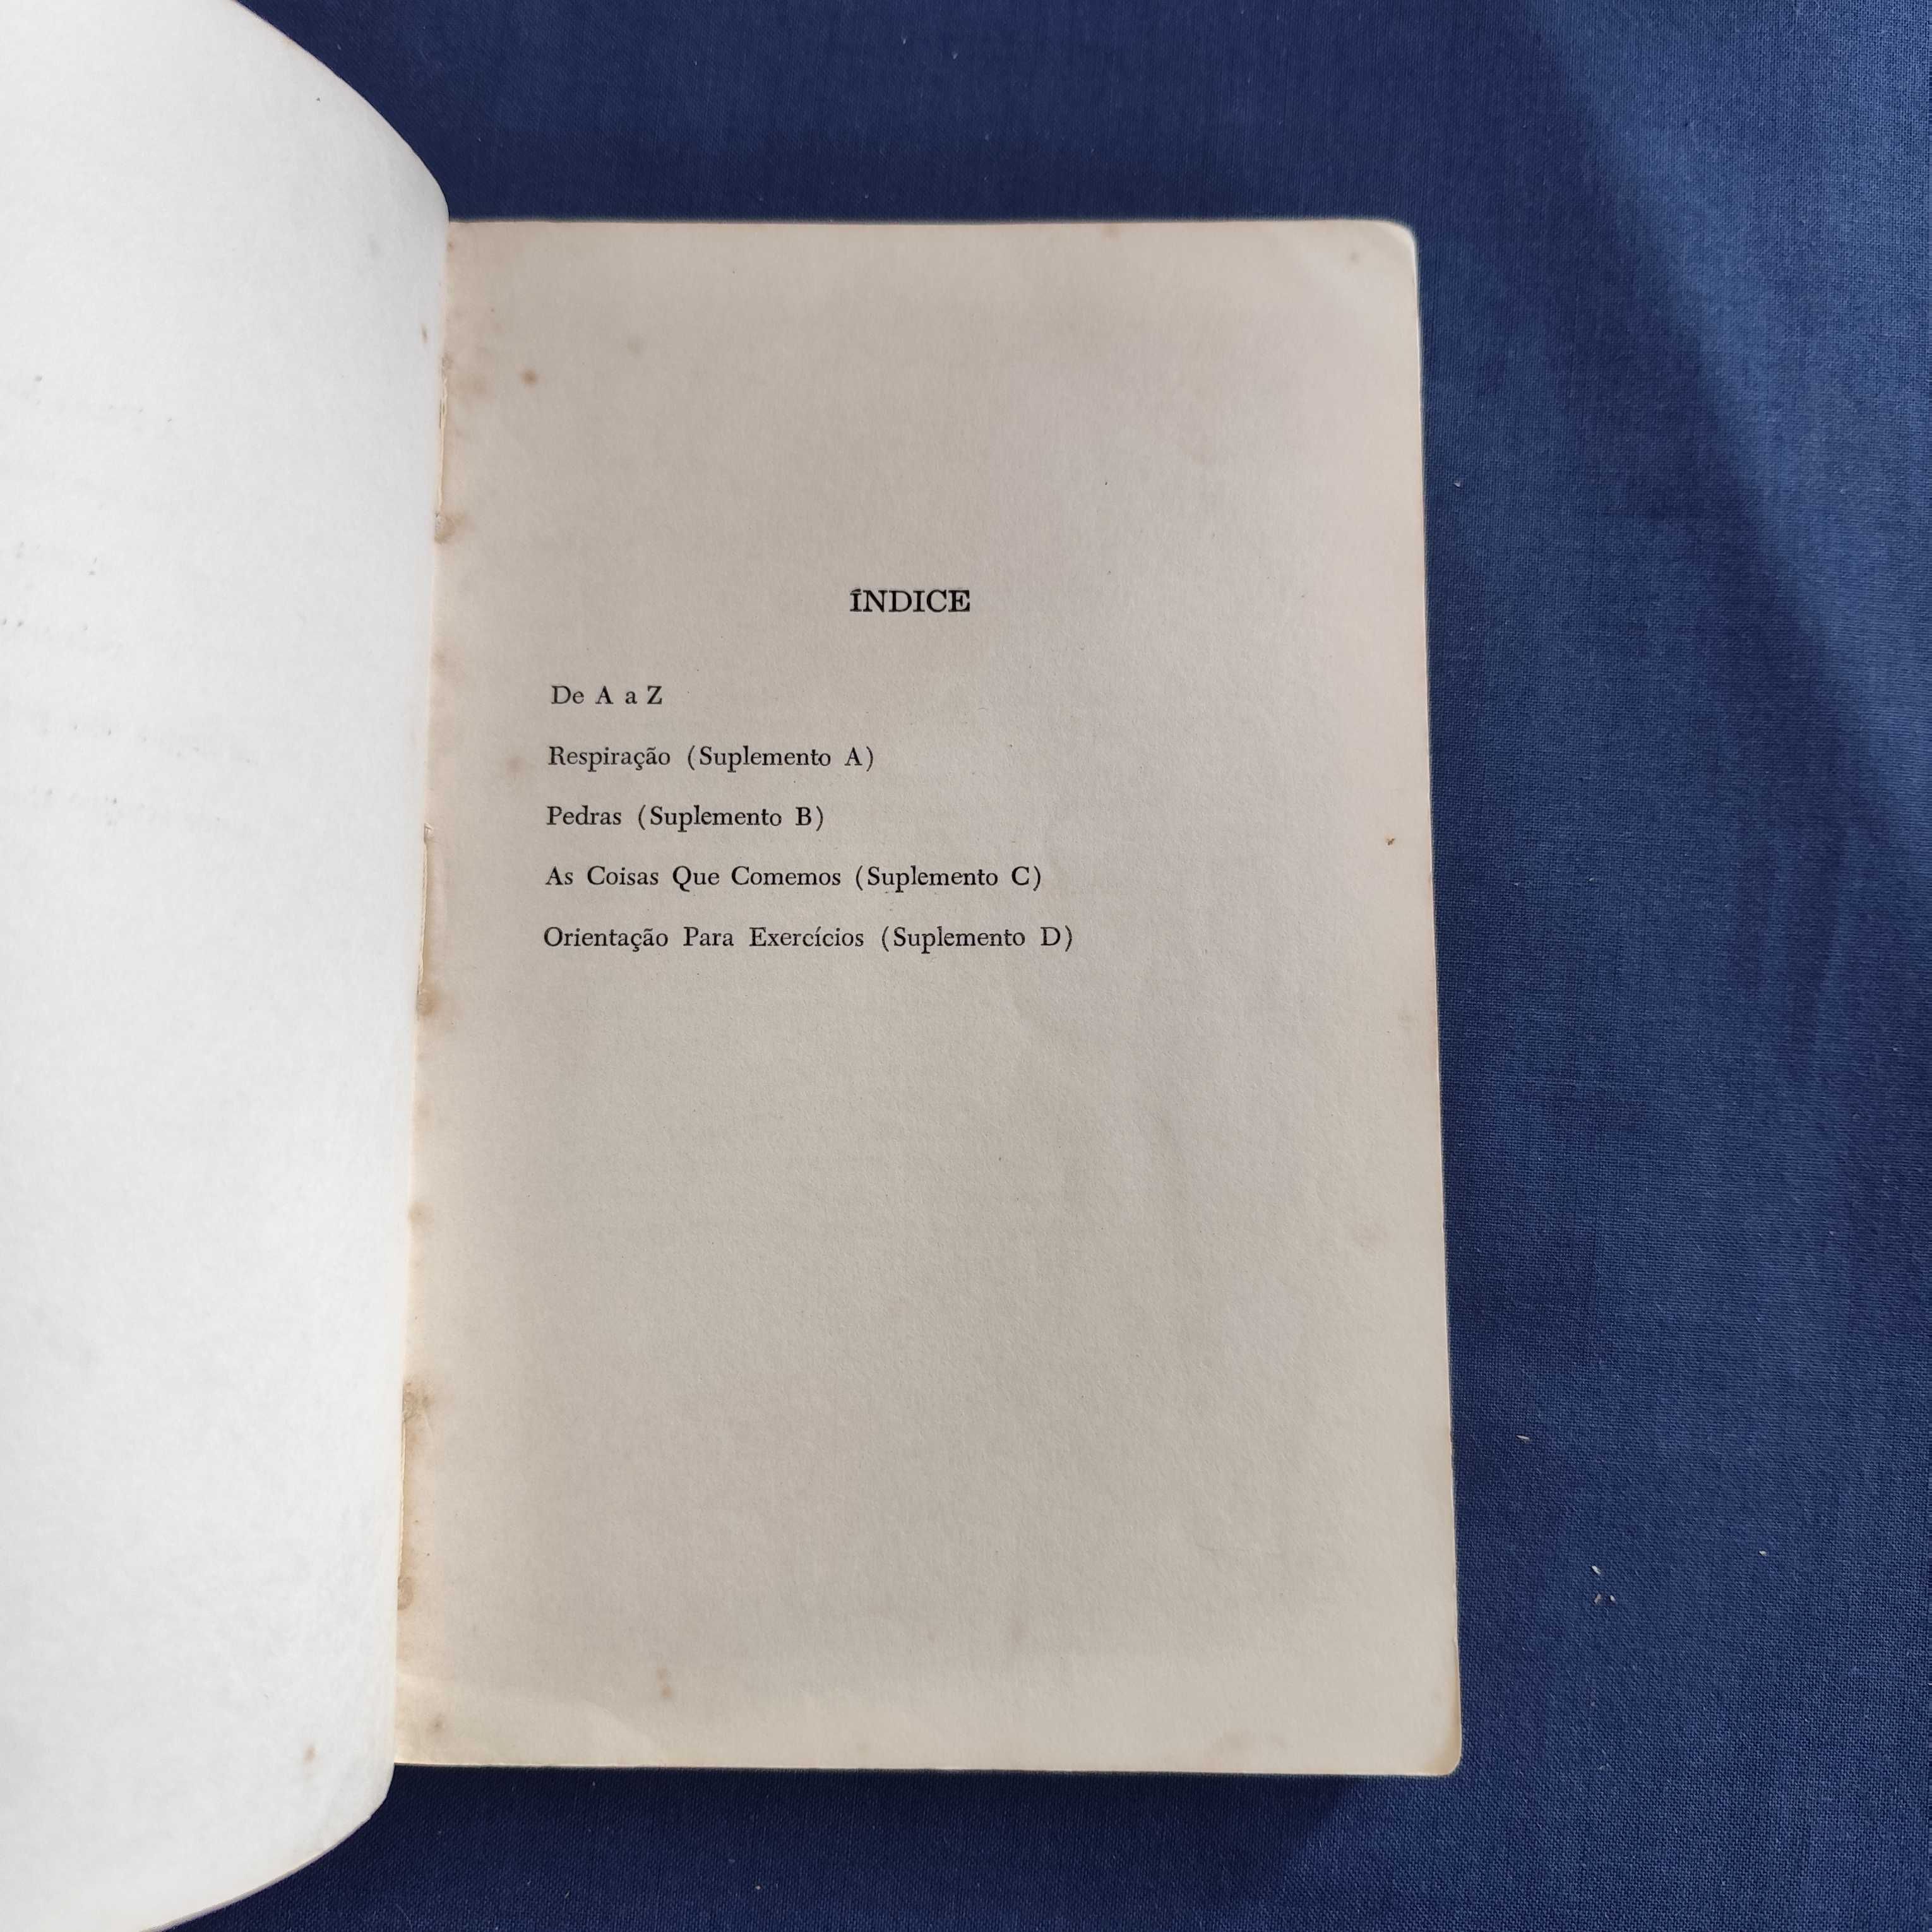 ÍNDICE
De A a Z
Respiração (Suplemento A)
Pedras (Suplemento B)
As Coisas Que Comemos (Suplemento C)
Orientação Para Exercícios (Suplemento D)